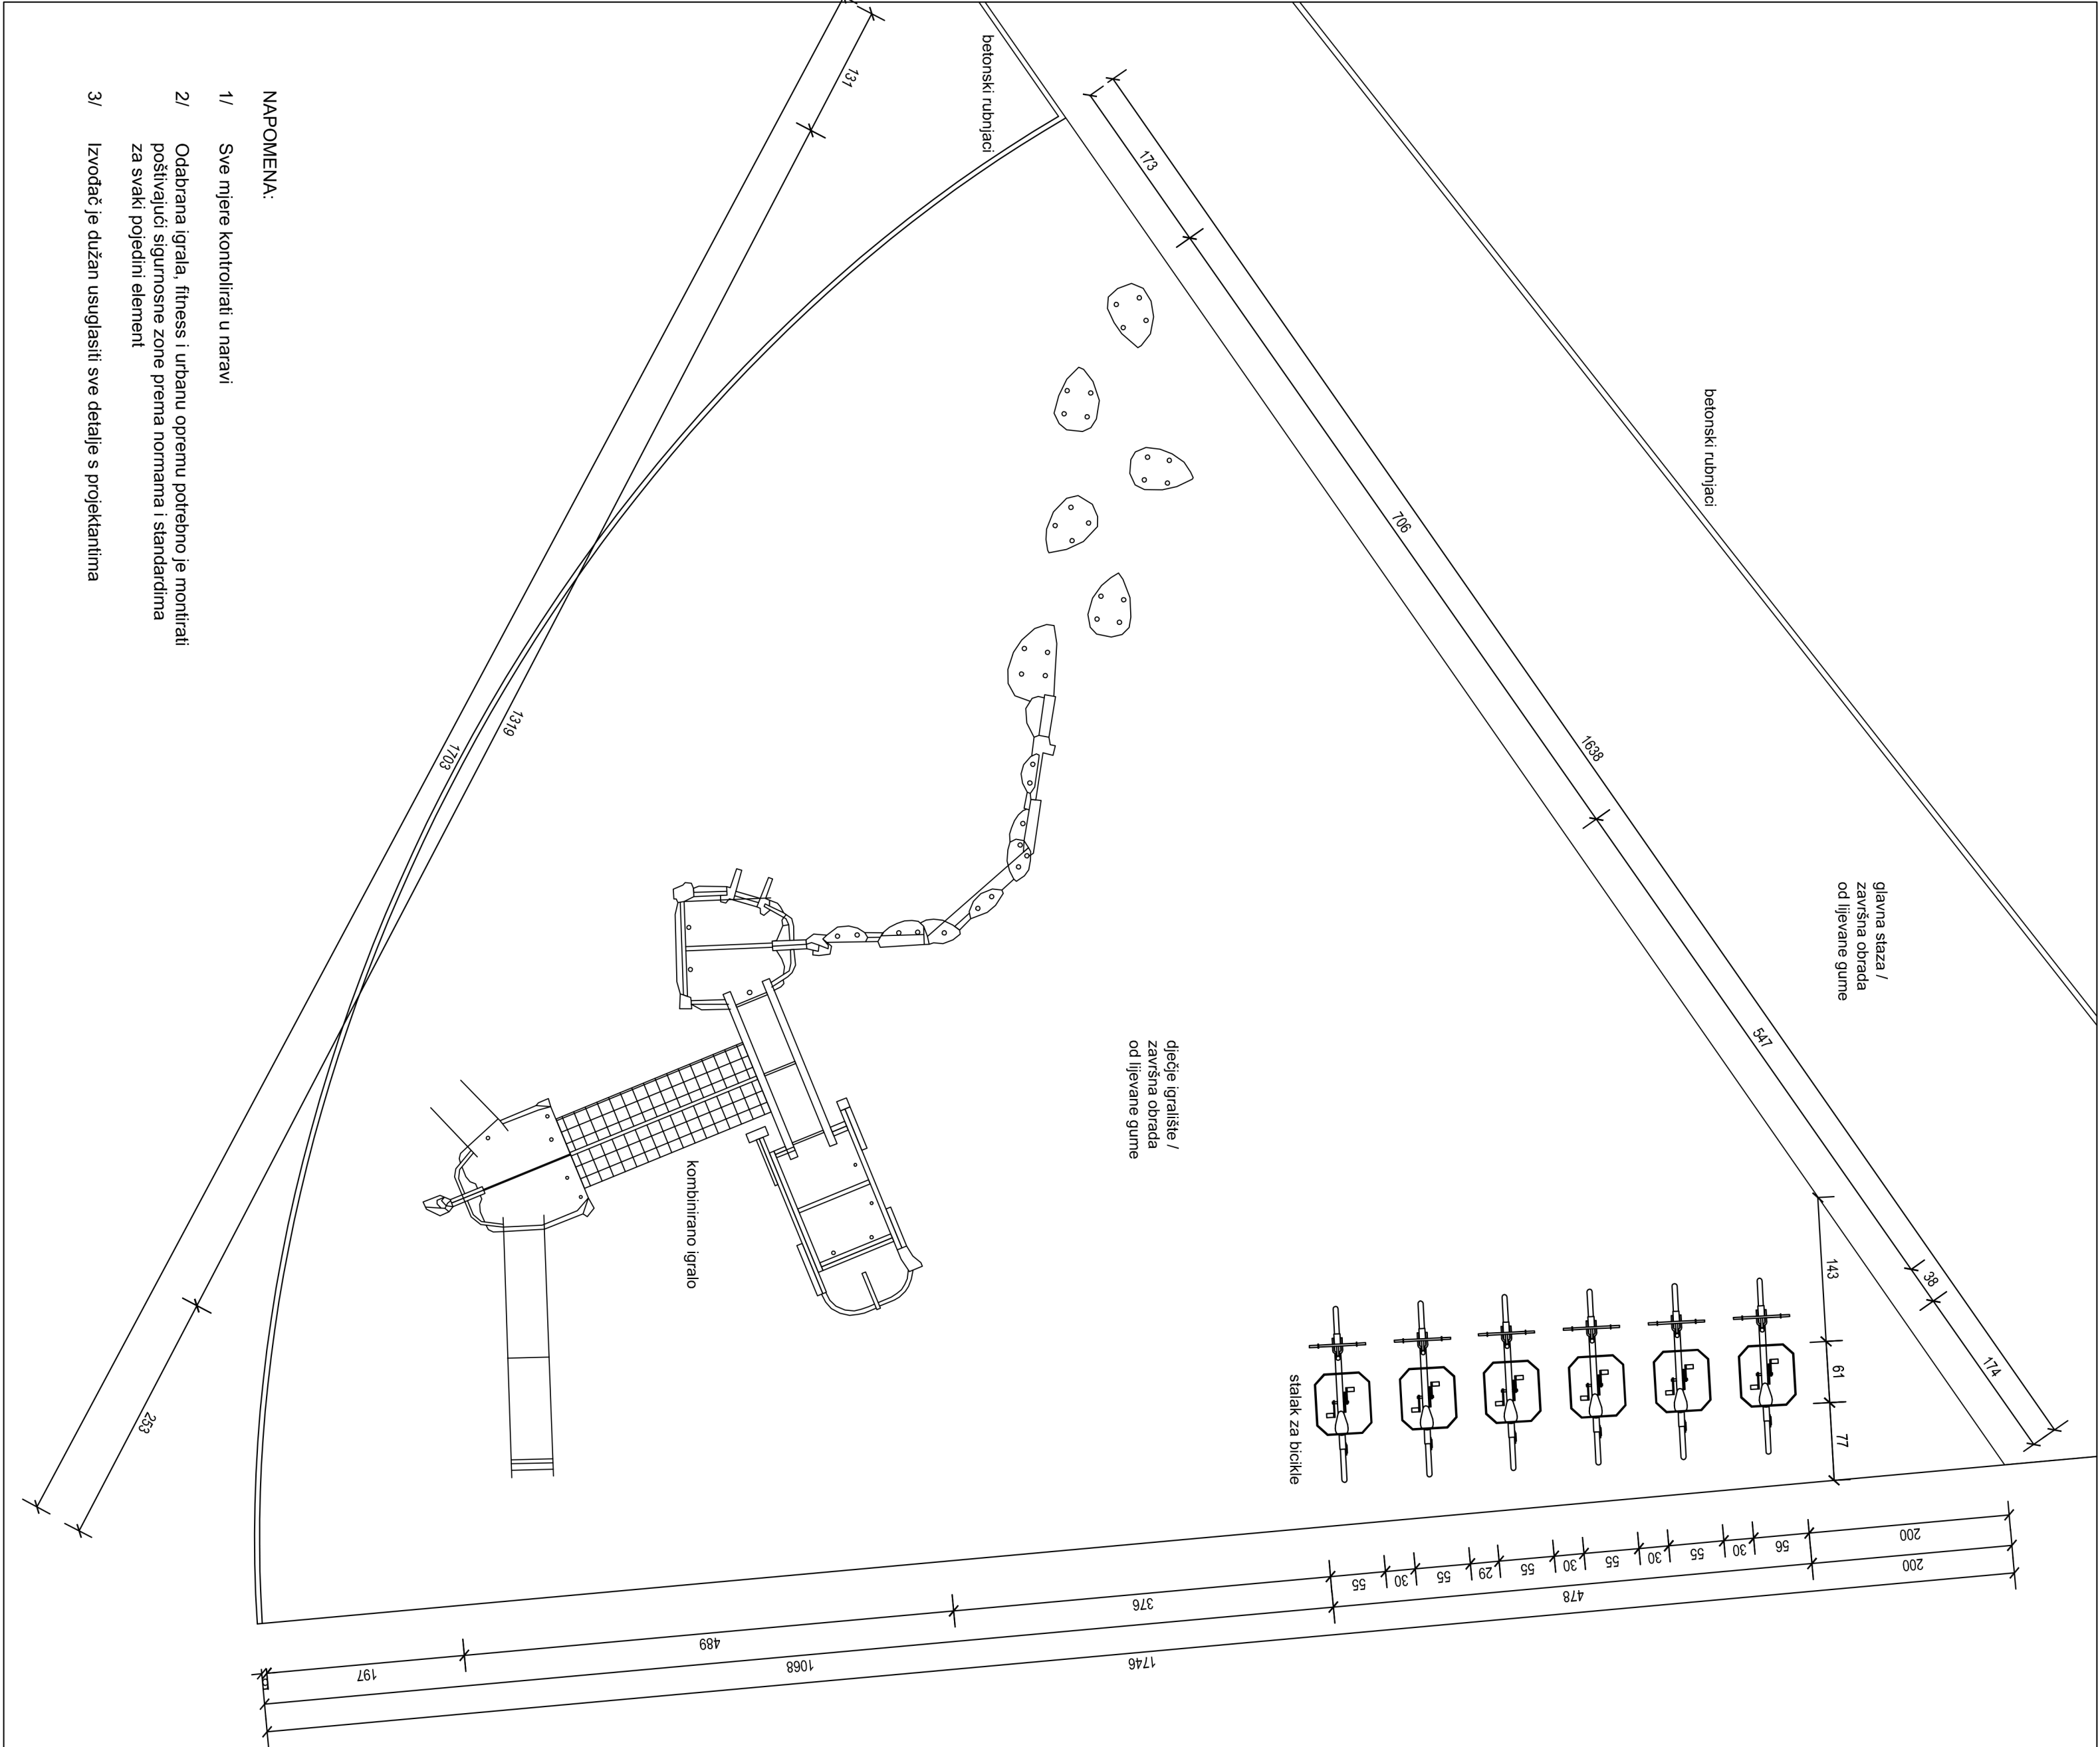 NAPOMENA:
1/ Sve mjere kontrolirati u naravi
2/ Odabrana igrala, fitness i urbanu opremu potrebno je montirati
poštivajući sigurnosne zone prema normama i standardima
za svaki pojedini element
3/ Izvođač je dužan usuglasiti sve detalje s projektantima
betonski rubnjaci
betonski rubnjaci
glavna staza /
završna obrada
od lijevane gume
dječje igralište /
završna obrada
od lijevane gume
kombinirano igralo
stalak za bicikle
131
1319
1703
253
173
706
1638
547
38
174
143
61
77
200
56
30
55
30
55
30
55
29
55
30
55
376
489
197
200
478
1068
1746